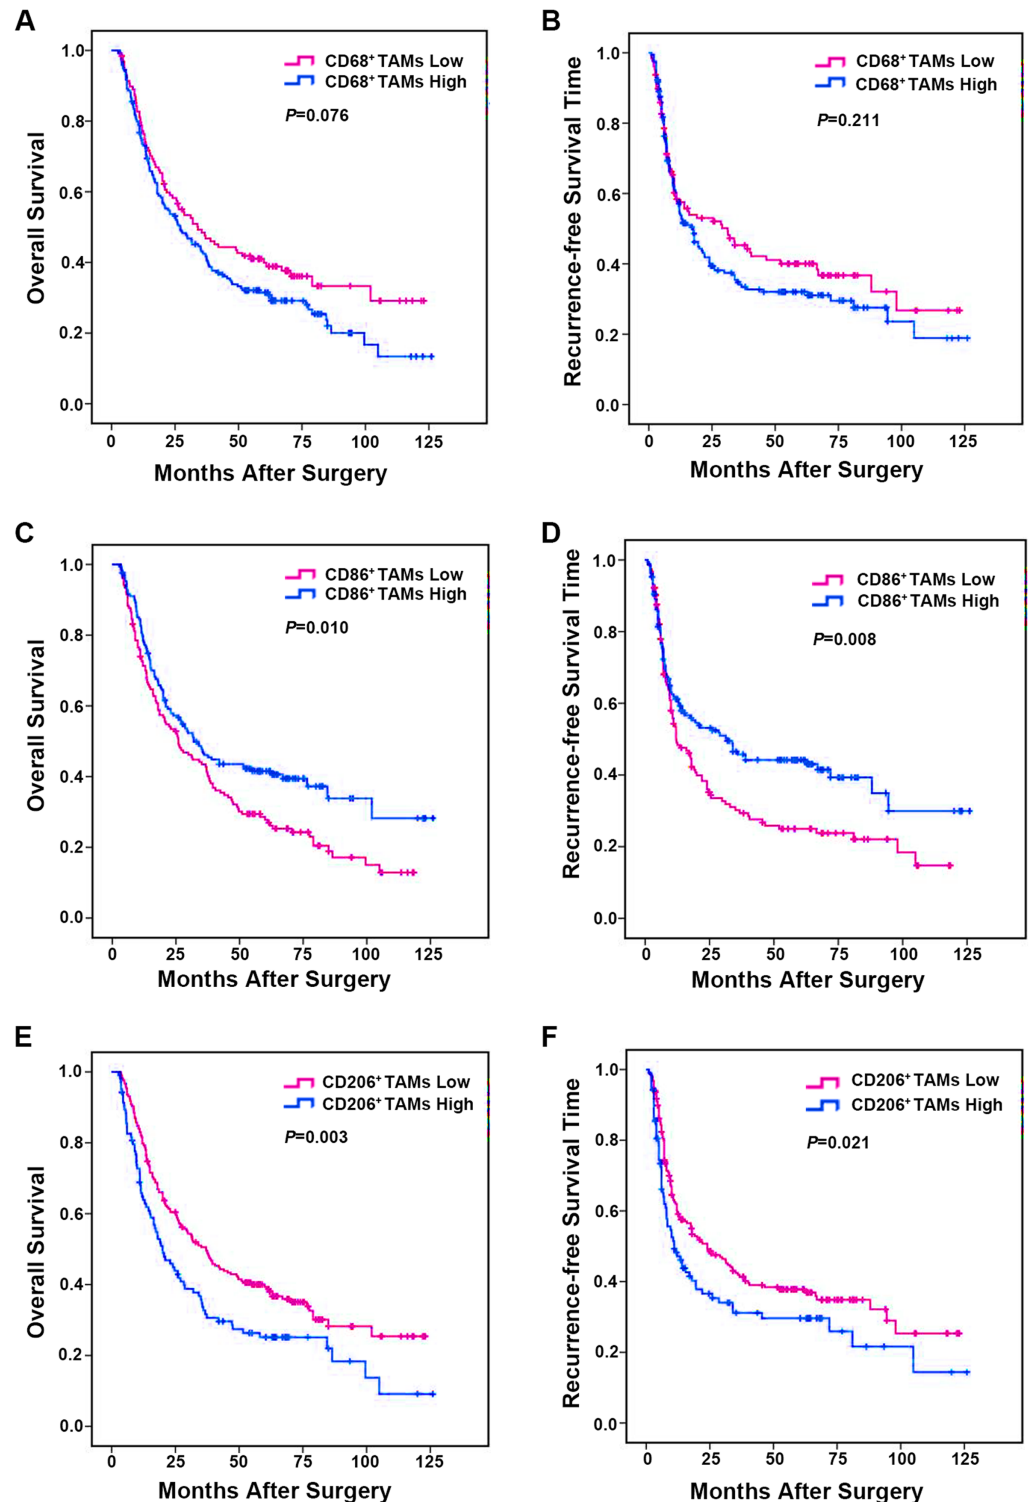 A
Overall Survival
1.0
0.8
0.6
0.4
0.2
0.0
CD68+ TAMs Low
CD68+ TAMs High
P=0.076
0 25 50 75 100 125
Months After Surgery
B
Recurrence-free Survival Time
1.0
0.8
0.6
0.4
0.2
0.0
CD68+ TAMs Low
CD68+ TAMs High
P=0.211
0 25 50 75 100 125
Months After Surgery
C
Overall Survival
1.0
0.8
0.6
0.4
0.2
0.0
CD86+ TAMs Low
CD86+ TAMs High
P=0.010
0 25 50 75 100 125
Months After Surgery
D
Recurrence-free Survival Time
1.0
0.8
0.6
0.4
0.2
0.0
CD86+ TAMs Low
CD86+ TAMs High
P=0.008
0 25 50 75 100 125
Months After Surgery
E
Overall Survival
1.0
0.8
0.6
0.4
0.2
0.0
CD206+ TAMs Low
CD206+ TAMs High
P=0.003
0 25 50 75 100 125
Months After Surgery
F
Recurrence-free Survival Time
1.0
0.8
0.6
0.4
0.2
0.0
CD206+ TAMs Low
CD206+ TAMs High
P=0.021
0 25 50 75 100 125
Months After Surgery